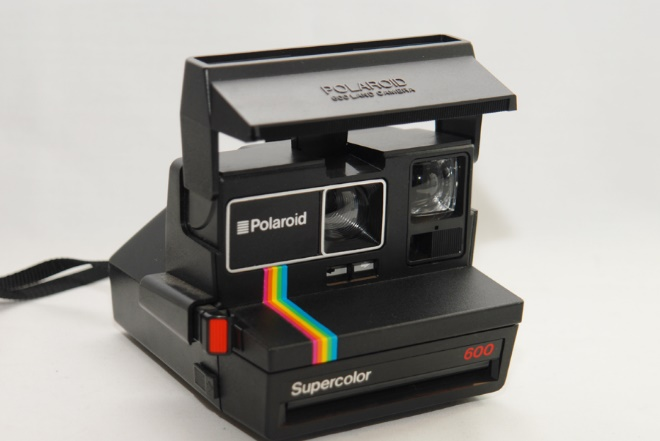 POLAROID
600 LAND CAMERA
Polaroid
Supercolor
600